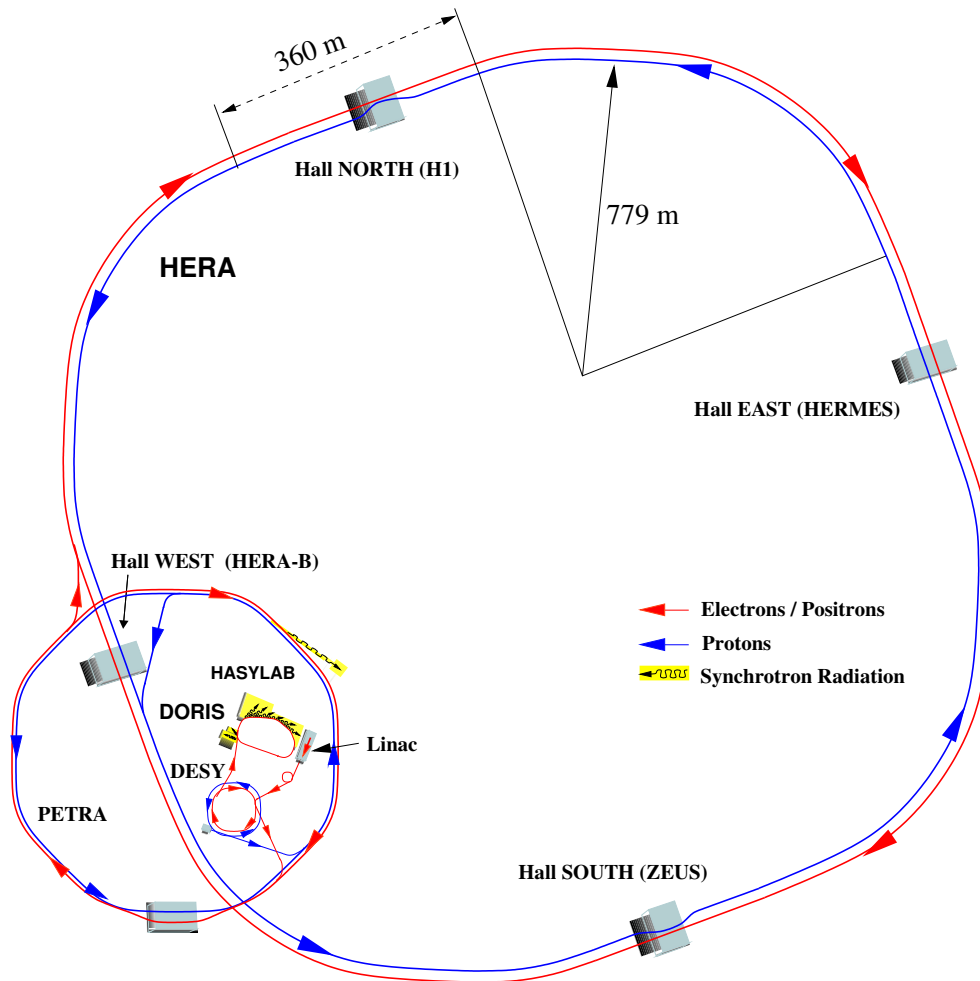 360 m
Hall NORTH (H1)
779 m
HERA
Hall EAST (HERMES)
Hall WEST (HERA-B)
Electrons / Positrons
Protons
Synchrotron Radiation
HASYLAB
DORIS
Linac
DESY
PETRA
Hall SOUTH (ZEUS)